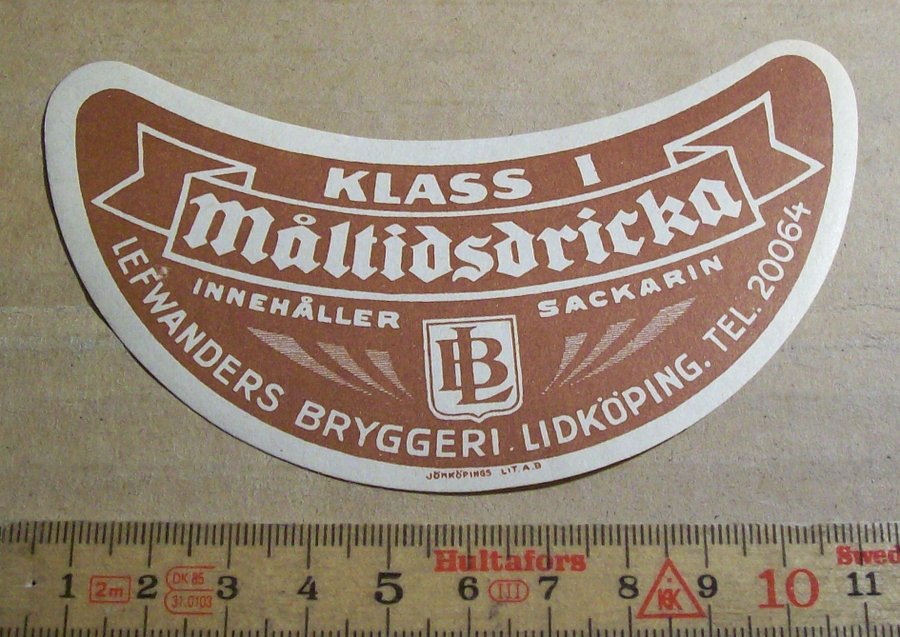 KLASS I
Måltidsdricka
INNEHÅLLER SACKARIN
LB
LEFWANDERS BRYGGERI. LIDKÖPING. TEL. 20064
JÖNKÖPINGS LIT. A.B
Hultafors Swed
1 2m 2 DK 85 31.0103 3 4 5 6 III 7 8 KSK 9 10 11